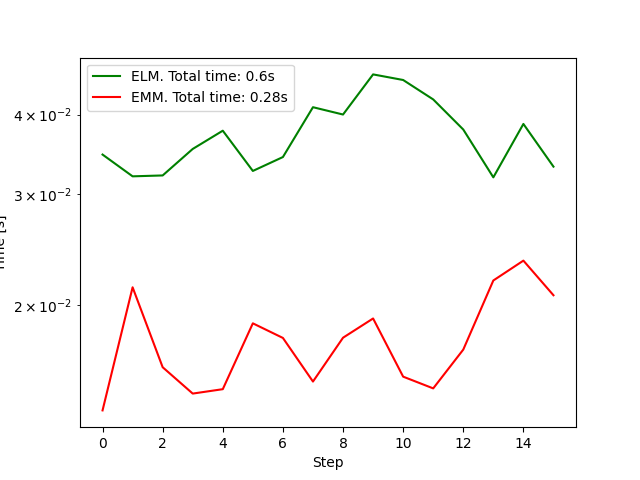 ELM. Total time: 0.6s
EMM. Total time: 0.28s
4 × 10⁻²
3 × 10⁻²
2 × 10⁻²
Time [s]
0 2 4 6 8 10 12 14
Step